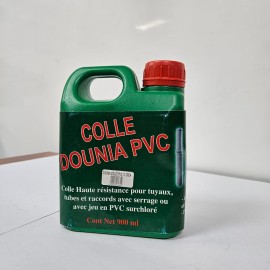 COLLE
DOUNIA PVC
Colle Haute résistance pour tuyaux,
tubes et raccords avec serrage ou
avec jeu en PVC surchloré
Cont Net 900 ml